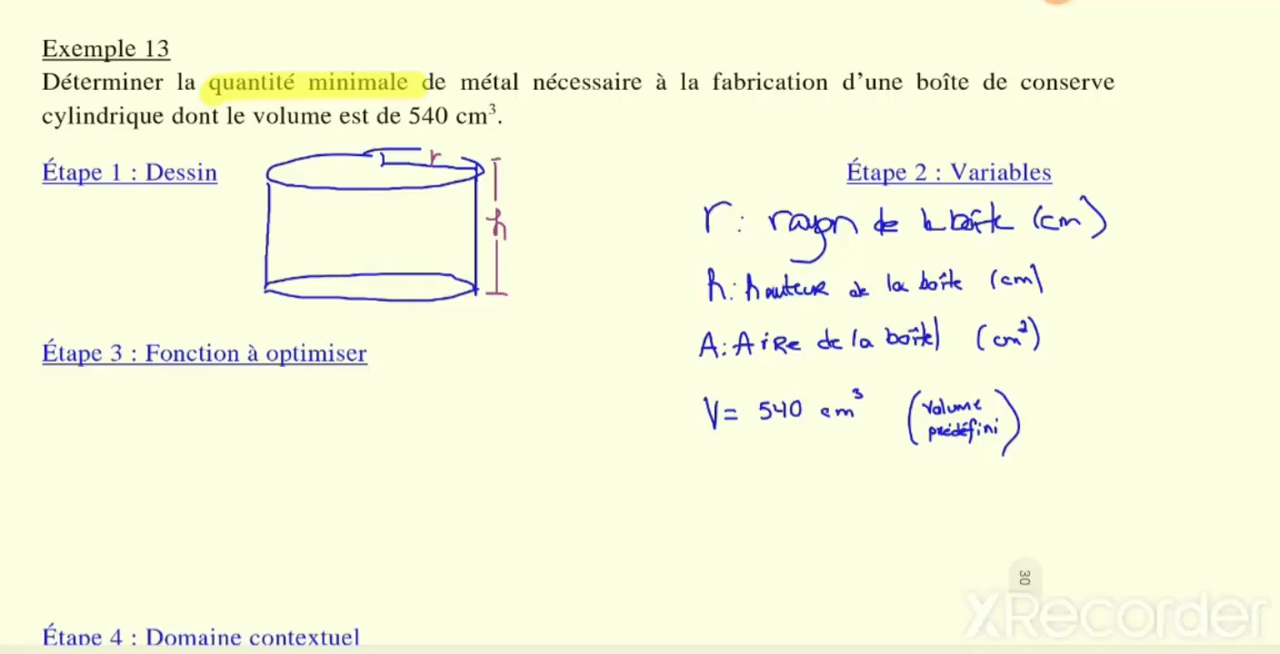 Exemple 13
Déterminer la quantité minimale de métal nécessaire à la fabrication d’une boîte de conserve
cylindrique dont le volume est de 540 cm³.
Étape 1 : Dessin
r
h
Étape 2 : Variables
r: rayon de la boîte (cm)
h: hauteur de la boîte (cm)
A: Aire de la boîte (cm²)
V= 540 cm³ (volume
prédéfini)
Étape 3 : Fonction à optimiser
30
XRecorder
Étape 4 : Domaine contextuel